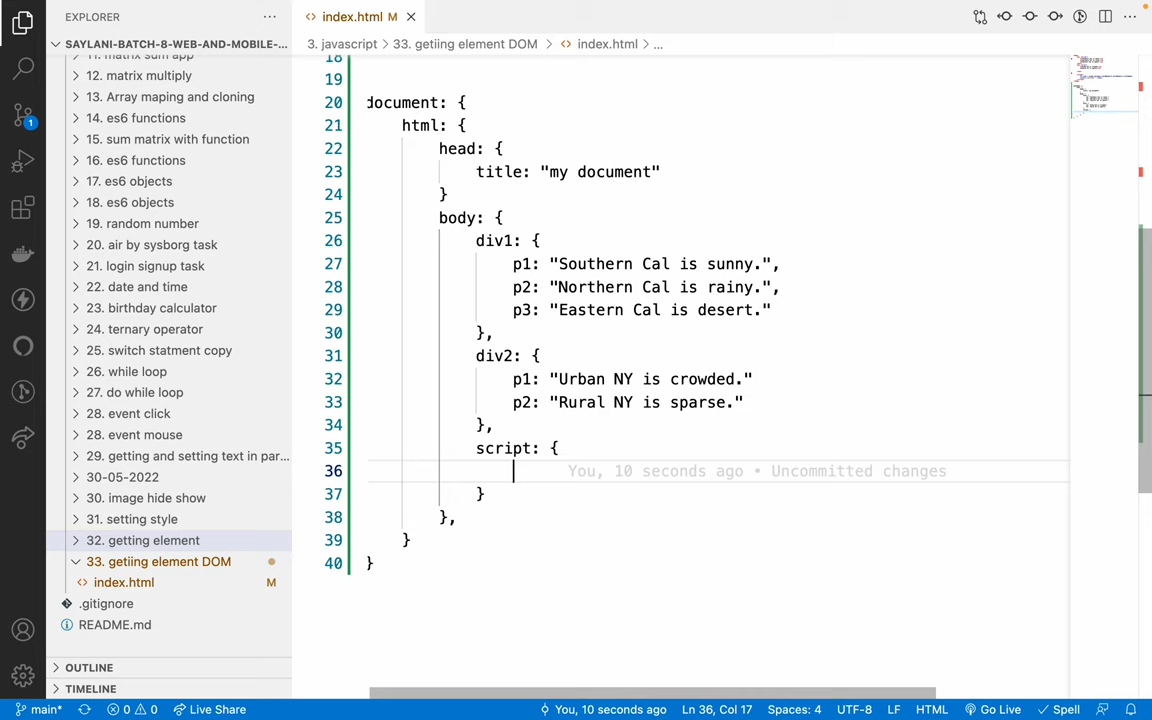 EXPLORER
index.html M
SAYLANI-BATCH-8-WEB-AND-MOBILE-...
3. javascript > 33. getiing element DOM > index.html > ...
11. matrix sum app
12. matrix multiply
13. Array maping and cloning
14. es6 functions
15. sum matrix with function
16. es6 functions
17. es6 objects
18. es6 objects
19. random number
20. air by sysborg task
21. login signup task
22. date and time
23. birthday calculator
24. ternary operator
25. switch statment copy
26. while loop
27. do while loop
28. event click
28. event mouse
29. getting and setting text in par...
30-05-2022
30. image hide show
31. setting style
32. getting element
33. getiing element DOM
index.html M
.gitignore
README.md
OUTLINE
TIMELINE
18
19
20 document: {
21 html: {
22 head: {
23 title: "my document"
24 }
25 body: {
26 div1: {
27 p1: "Southern Cal is sunny.",
28 p2: "Northern Cal is rainy.",
29 p3: "Eastern Cal is desert."
30 },
31 div2: {
32 p1: "Urban NY is crowded."
33 p2: "Rural NY is sparse."
34 },
35 script: {
36 You, 10 seconds ago • Uncommitted changes
37 }
38 },
39 }
40 }
1
main* 0 0 Live Share You, 10 seconds ago Ln 36, Col 17 Spaces: 4 UTF-8 LF HTML Go Live Spell